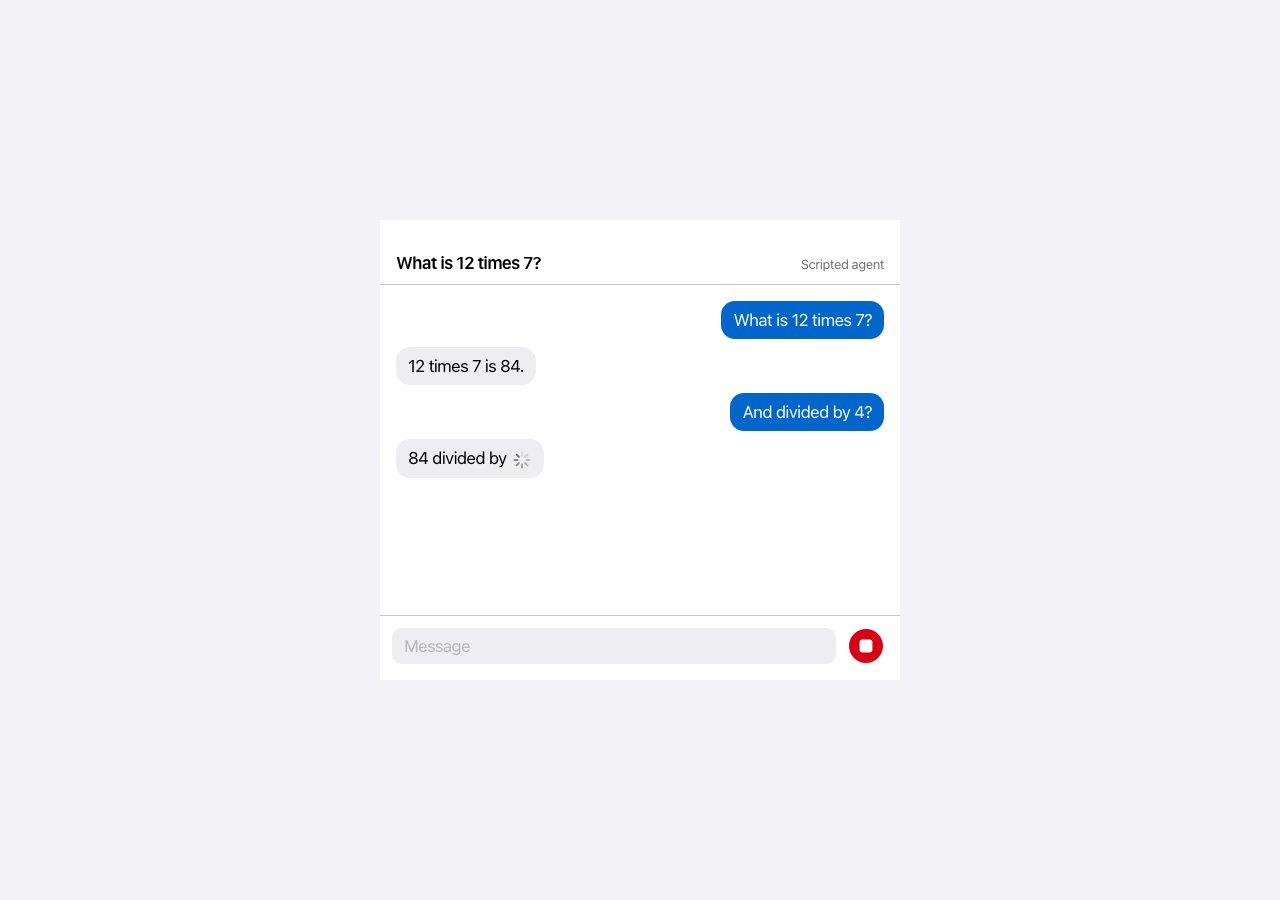 What is 12 times 7?
Scripted agent
What is 12 times 7?
12 times 7 is 84.
And divided by 4?
84 divided by
Message